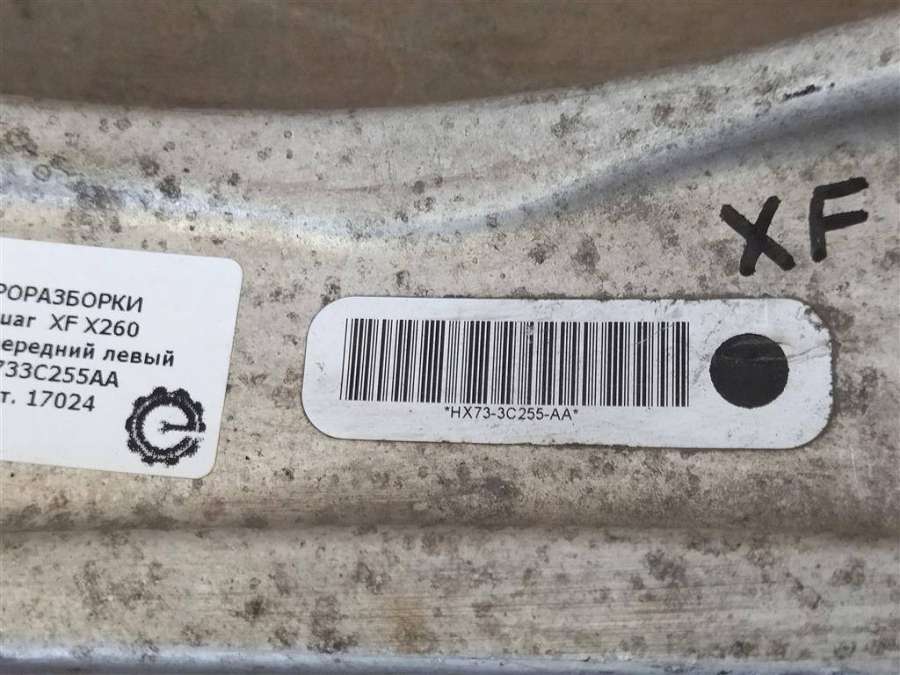 РОРАЗБОРКИ
uar XF X260
ередний левый
733C255AA
т. 17024
*HX73-3C255-AA*
XF